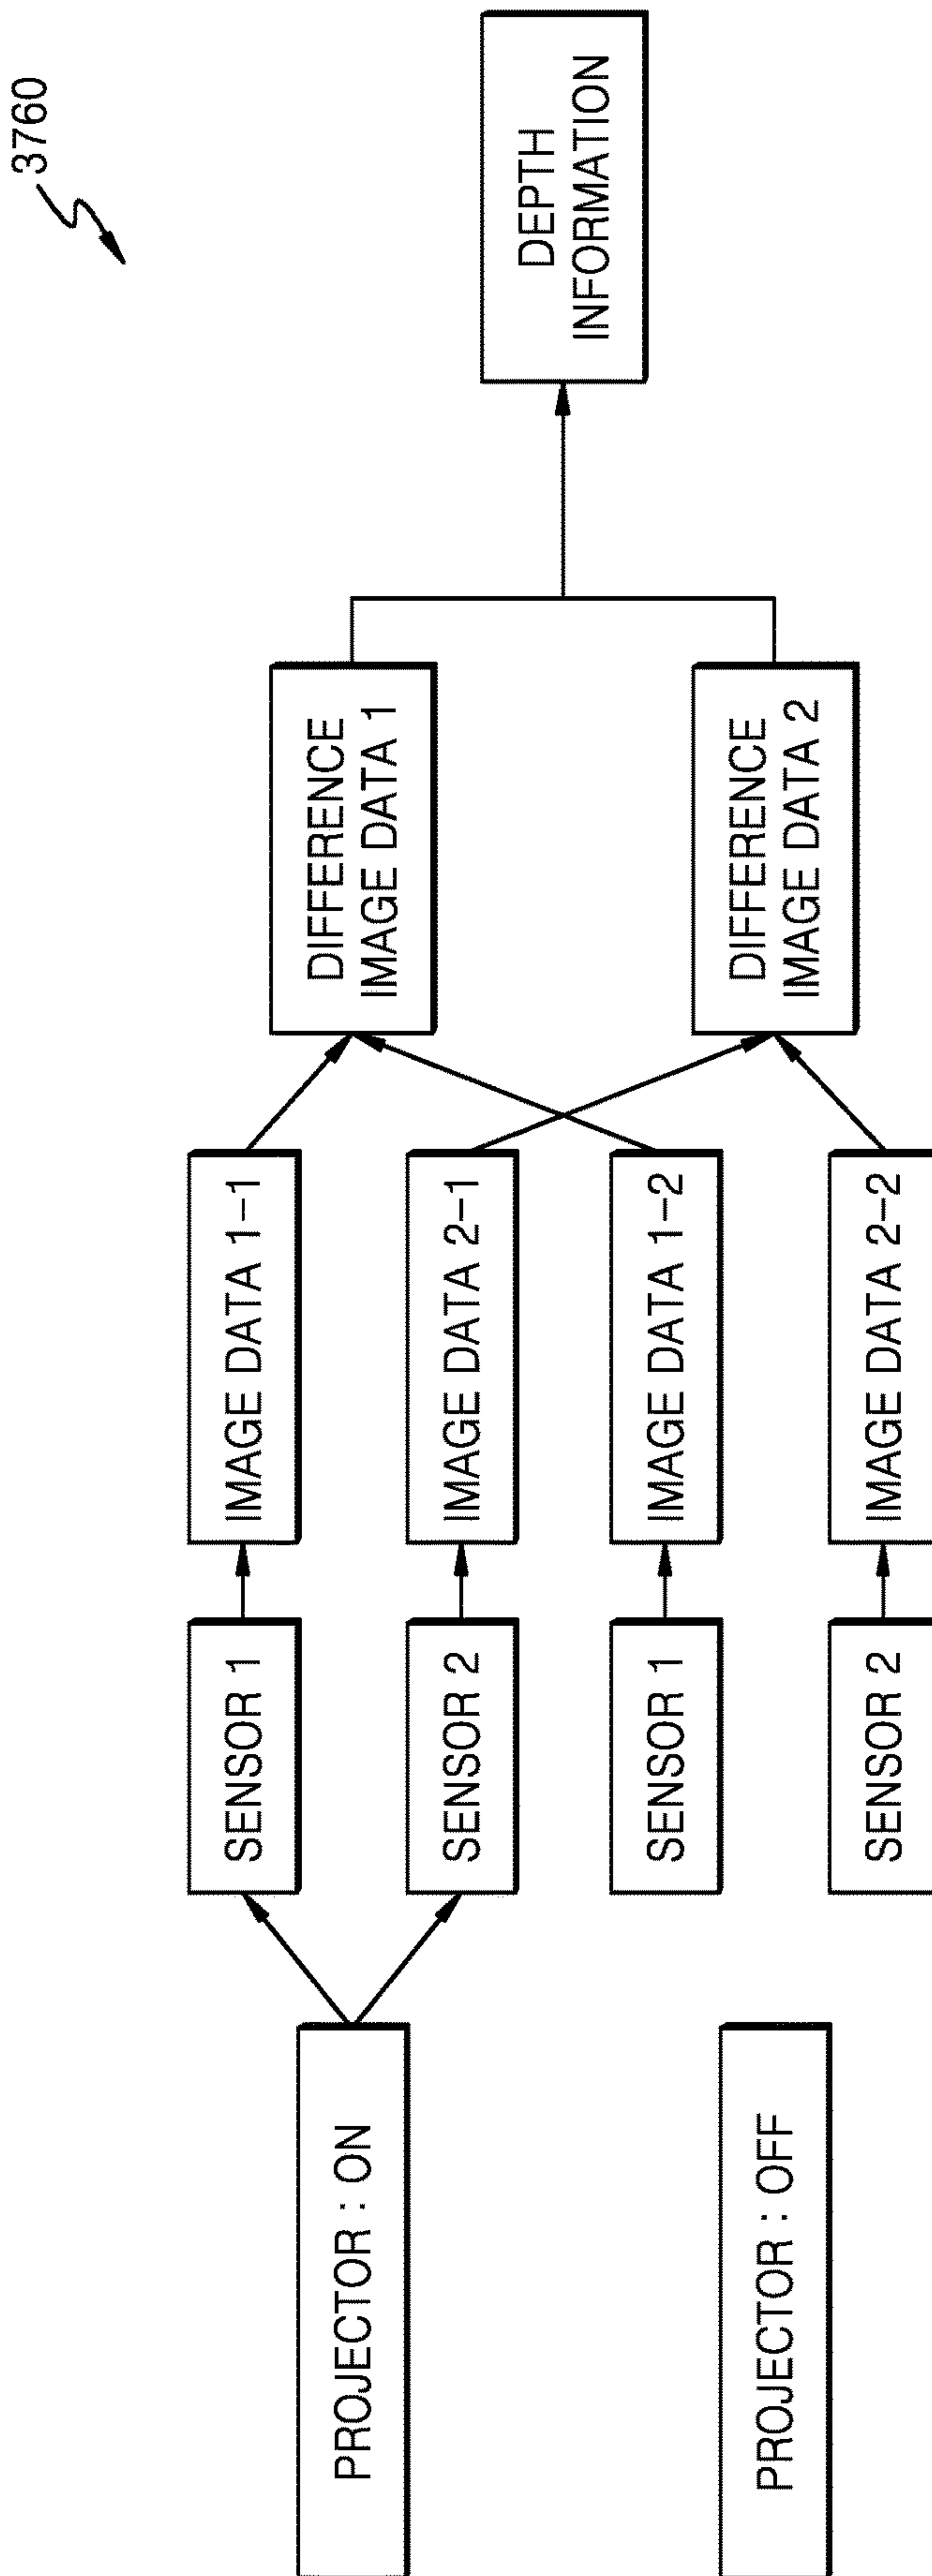 3760
PROJECTOR : ON
PROJECTOR : OFF
SENSOR 1
SENSOR 2
SENSOR 1
SENSOR 2
IMAGE DATA 1-1
IMAGE DATA 2-1
IMAGE DATA 1-2
IMAGE DATA 2-2
DIFFERENCE
IMAGE DATA 1
DIFFERENCE
IMAGE DATA 2
DEPTH
INFORMATION